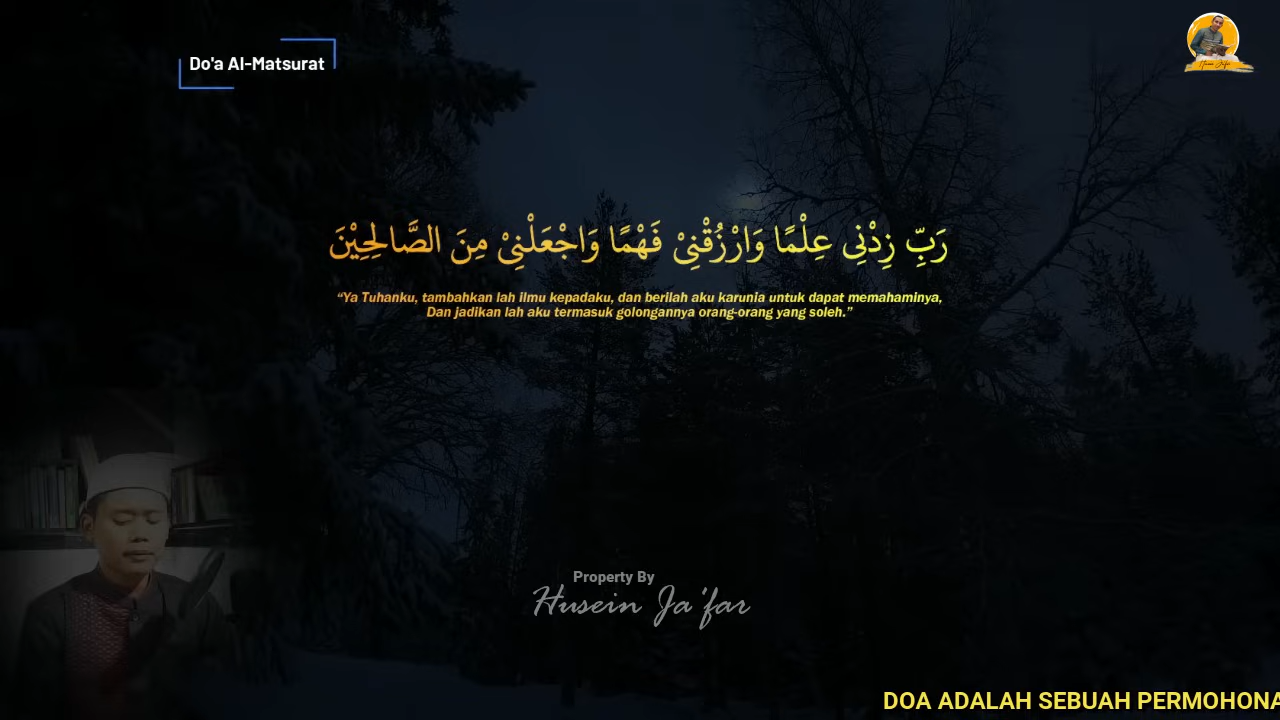 Do'a Al-Matsurat
رَبِّ زِدْنِى عِلْمًا وَارْزُقْنِىْ فَهْمًا وَاجْعَلْنِىْ مِنَ الصَّالِحِيْنَ
“Ya Tuhanku, tambahkan lah ilmu kepadaku, dan berilah aku karunia untuk dapat memahaminya,
Dan jadikan lah aku termasuk golongannya orang-orang yang soleh.”
Property By
Husein Ja'far
DOA ADALAH SEBUAH PERMOHONA